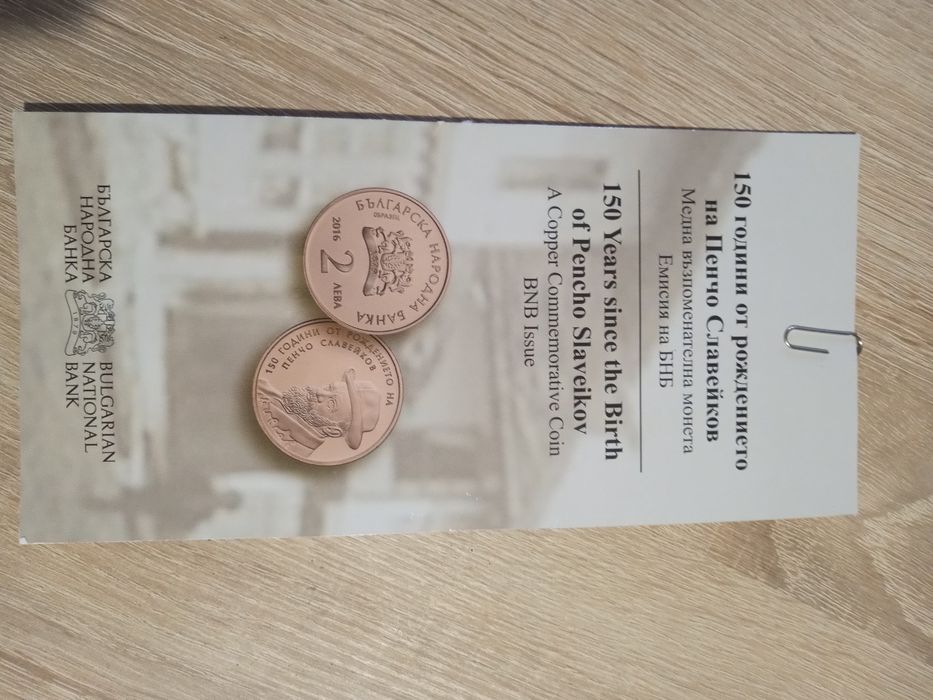 150 години от рождението
на Пенчо Славейков
Медна възпоменателна монета
Емисия на БНБ
150 Years since the Birth
of Pencho Slaveikov
A Copper Commemorative Coin
BNB Issue
БЪЛГАРСКА НАРОДНА БАНКА
ОБРАЗЕЦ
2016
2
ЛЕВА
150 ГОДИНИ ОТ РОЖДЕНИЕТО НА
ПЕНЧО СЛАВЕЙКОВ
БЪЛГАРСКА
НАРОДНА
БАНКА
1879
BULGARIAN
NATIONAL
BANK